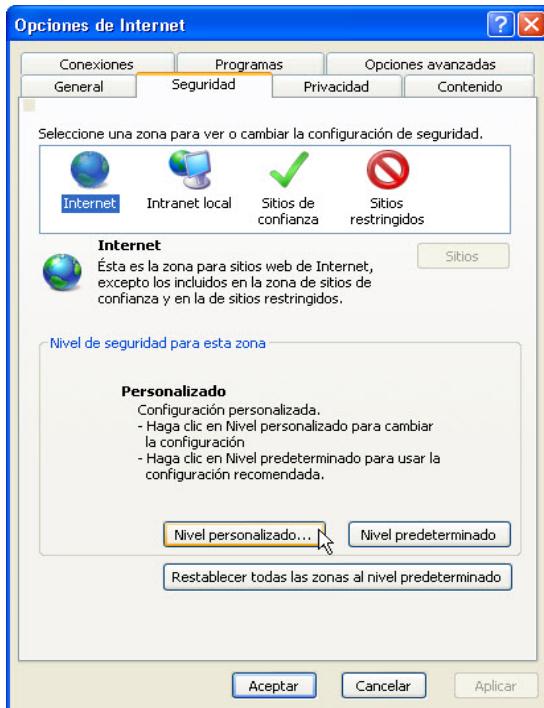 Opciones de Internet
Conexiones Programas Opciones avanzadas
General Seguridad Privacidad Contenido
Seleccione una zona para ver o cambiar la configuración de seguridad.
Internet Intranet local Sitios de confianza Sitios restringidos
Internet
Ésta es la zona para sitios web de Internet,
excepto los incluidos en la zona de sitios de
confianza y en la de sitios restringidos.
Sitios
Nivel de seguridad para esta zona
Personalizado
Configuración personalizada.
- Haga clic en Nivel personalizado para cambiar
la configuración
- Haga clic en Nivel predeterminado para usar la
configuración recomendada.
Nivel personalizado... Nivel predeterminado
Restablecer todas las zonas al nivel predeterminado
Aceptar Cancelar Aplicar